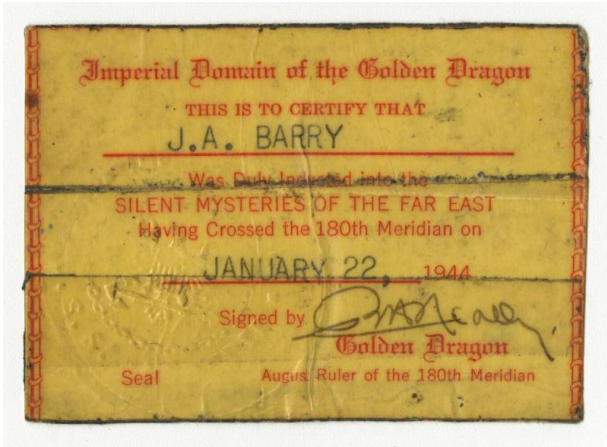 Imperial Domain of the Golden Dragon
THIS IS TO CERTIFY THAT
J.A. BARRY
Was Duly Inducted into the
SILENT MYSTERIES OF THE FAR EAST
Having Crossed the 180th Meridian on
JANUARY 22, 1944
Signed by
Golden Dragon
Seal August Ruler of the 180th Meridian